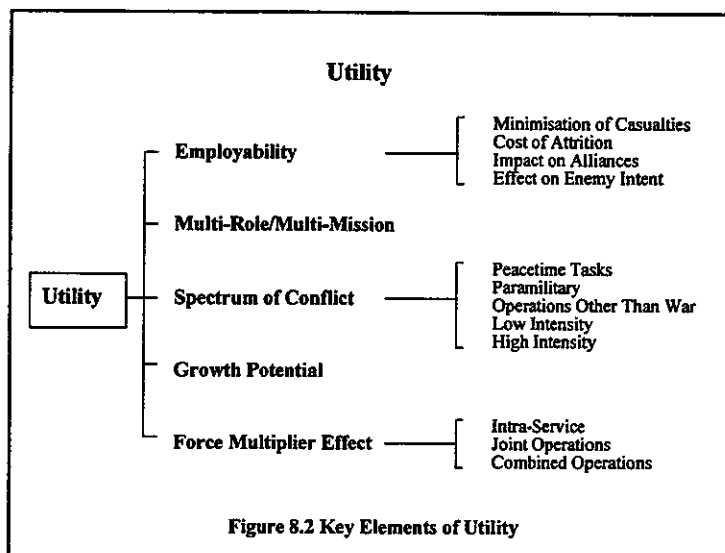 Utility
Utility
Employability
Minimisation of Casualties
Cost of Attrition
Impact on Alliances
Effect on Enemy Intent
Multi-Role/Multi-Mission
Spectrum of Conflict
Peacetime Tasks
Paramilitary
Operations Other Than War
Low Intensity
High Intensity
Growth Potential
Force Multiplier Effect
Intra-Service
Joint Operations
Combined Operations
Figure 8.2 Key Elements of Utility